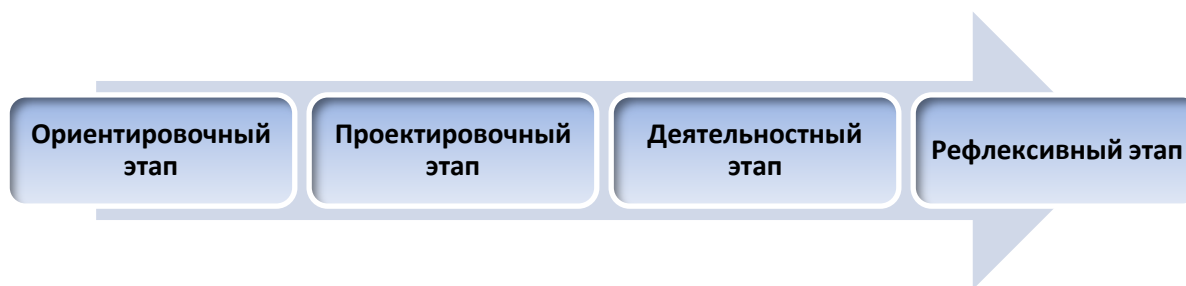 Ориентировочный
этап
Проектировочный
этап
Деятельностный
этап
Рефлексивный этап